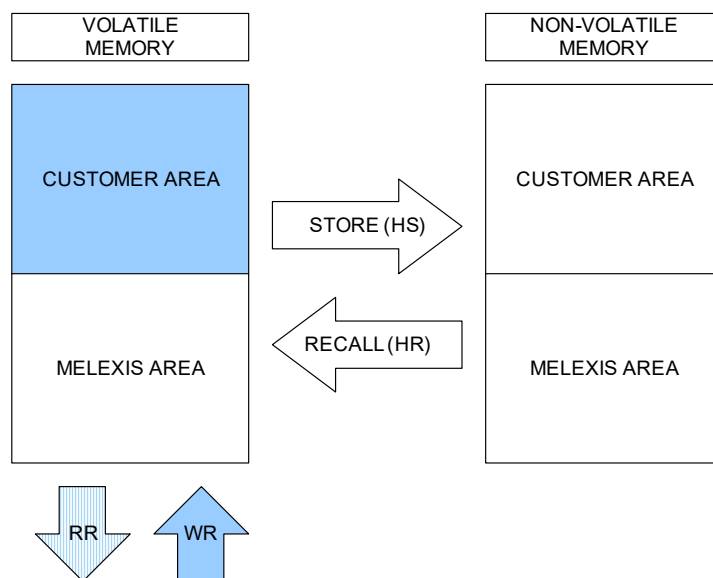 VOLATILE
MEMORY
NON-VOLATILE
MEMORY
CUSTOMER AREA
CUSTOMER AREA
STORE (HS)
RECALL (HR)
MELEXIS AREA
MELEXIS AREA
RR
WR